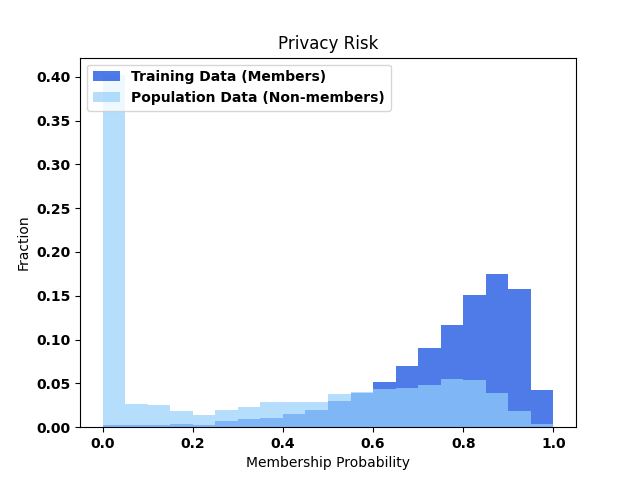 Privacy Risk
Training Data (Members)
Population Data (Non-members)
0.40
0.35
0.30
0.25
0.20
0.15
0.10
0.05
0.00
Fraction
0.0 0.2 0.4 0.6 0.8 1.0
Membership Probability